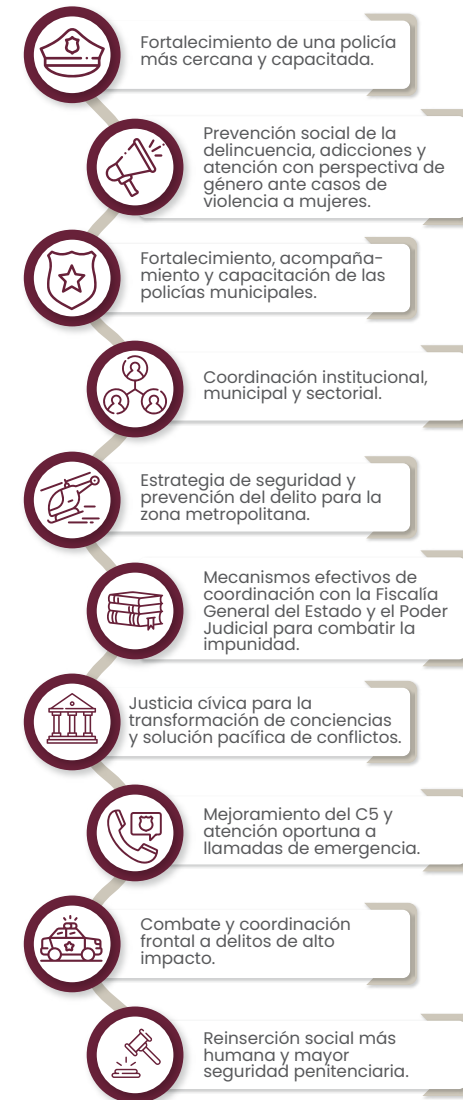 Fortalecimiento de una policía
más cercana y capacitada.
Prevención social de la
delincuencia, adicciones y
atención con perspectiva de
género ante casos de
violencia a mujeres.
Fortalecimiento, acompaña-
miento y capacitación de las
policías municipales.
Coordinación institucional,
municipal y sectorial.
Estrategia de seguridad y
prevención del delito para la
zona metropolitana.
Mecanismos efectivos de
coordinación con la Fiscalía
General del Estado y el Poder
Judicial para combatir la
impunidad.
Justicia cívica para la
transformación de conciencias
y solución pacífica de conflictos.
Mejoramiento del C5 y
atención oportuna a
llamadas de emergencia.
Combate y coordinación
frontal a delitos de alto
impacto.
Reinserción social más
humana y mayor
seguridad penitenciaria.